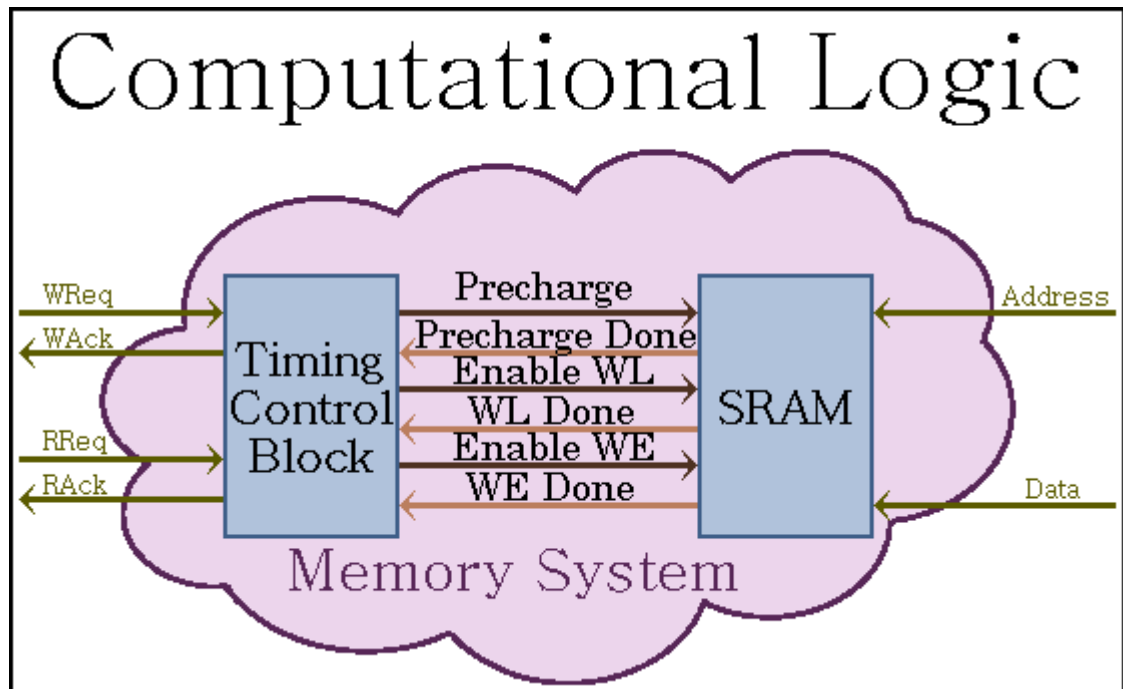 Computational Logic
WReq
WAck
RReq
RAck
Timing
Control
Block
Precharge
Precharge Done
Enable WL
WL Done
Enable WE
WE Done
SRAM
Address
Data
Memory System